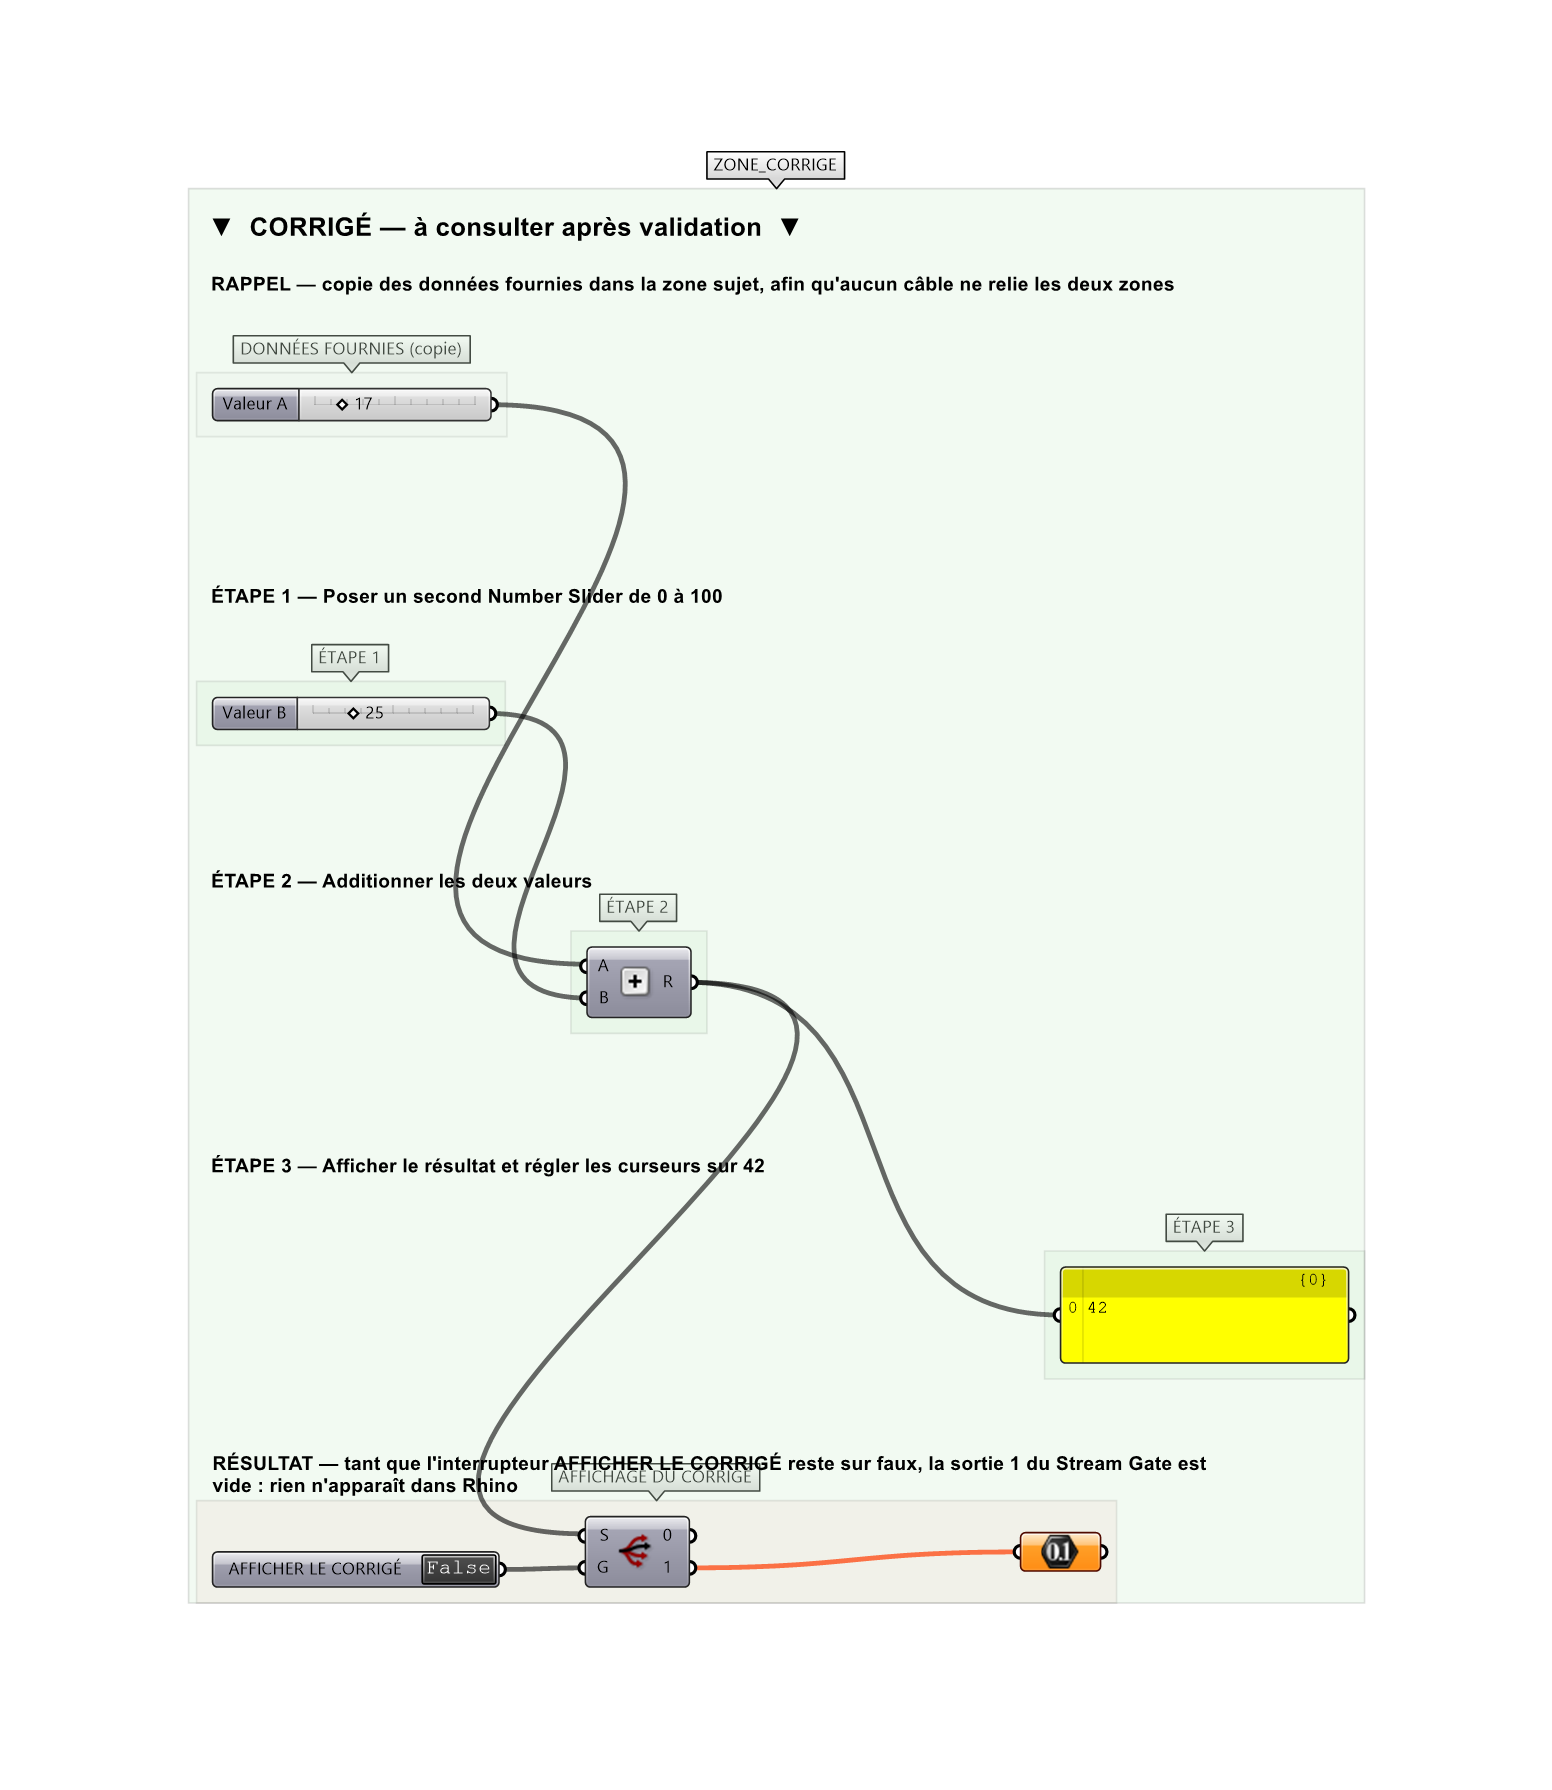 ZONE_CORRIGE
▼ CORRIGÉ — à consulter après validation ▼
RAPPEL — copie des données fournies dans la zone sujet, afin qu'aucun câble ne relie les deux zones
DONNÉES FOURNIES (copie)
Valeur A 17
ÉTAPE 1 — Poser un second Number Slider de 0 à 100
ÉTAPE 1
Valeur B 25
ÉTAPE 2 — Additionner les deux valeurs
ÉTAPE 2
A
R
B
ÉTAPE 3 — Afficher le résultat et régler les curseurs sur 42
ÉTAPE 3
{0}
0 42
RÉSULTAT — tant que l'interrupteur AFFICHER LE CORRIGÉ reste sur faux, la sortie 1 du Stream Gate est
vide : rien n'apparaît dans Rhino
AFFICHAGE DU CORRIGÉ
S 0
AFFICHER LE CORRIGÉ False
G 1
0.1